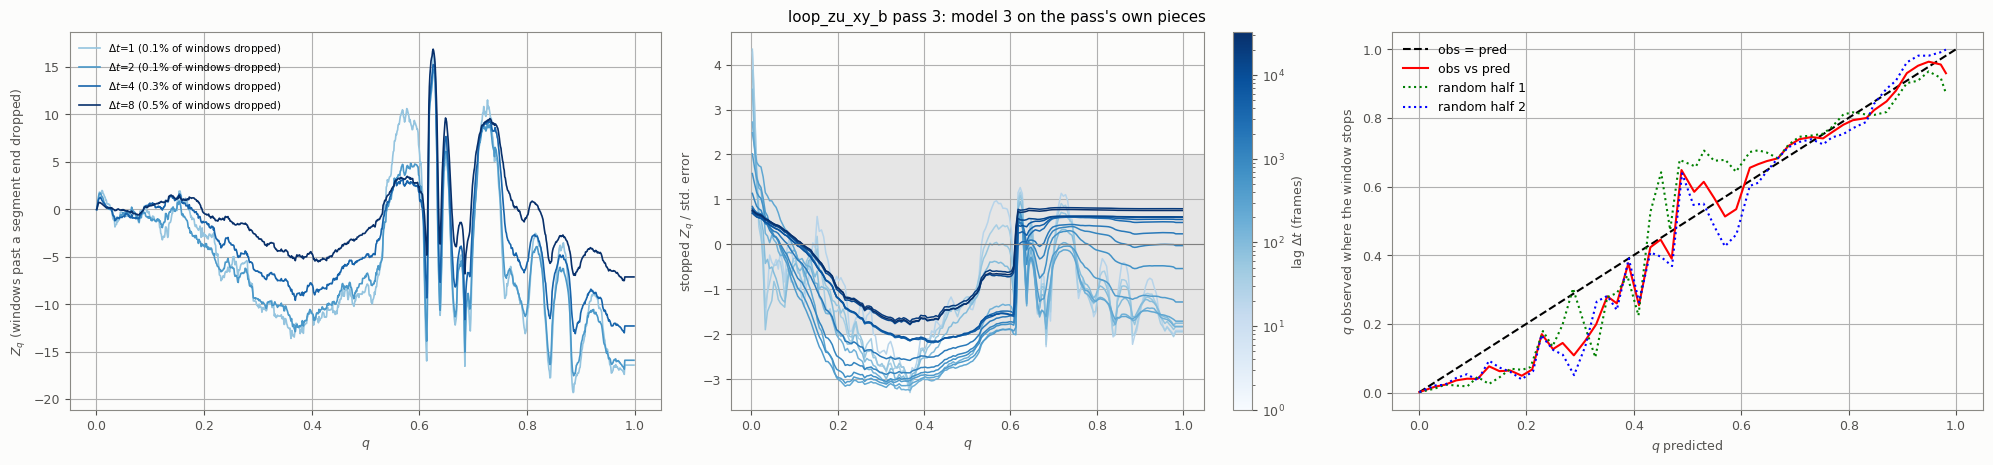 loop_zu_xy_b pass 3: model 3 on the pass's own pieces
Z_q (windows past a segment end dropped)
15
10
5
0
−5
−10
−15
−20
Δt=1 (0.1% of windows dropped)
Δt=2 (0.1% of windows dropped)
Δt=4 (0.3% of windows dropped)
Δt=8 (0.5% of windows dropped)
0.0 0.2 0.4 0.6 0.8 1.0
q
stopped Z_q / std. error
4
3
2
1
0
−1
−2
−3
0.0 0.2 0.4 0.6 0.8 1.0
q
10^4
10^3
10^2
10^1
10^0
lag Δt (frames)
q observed where the window stops
1.0
0.8
0.6
0.4
0.2
0.0
obs = pred
obs vs pred
random half 1
random half 2
0.0 0.2 0.4 0.6 0.8 1.0
q predicted